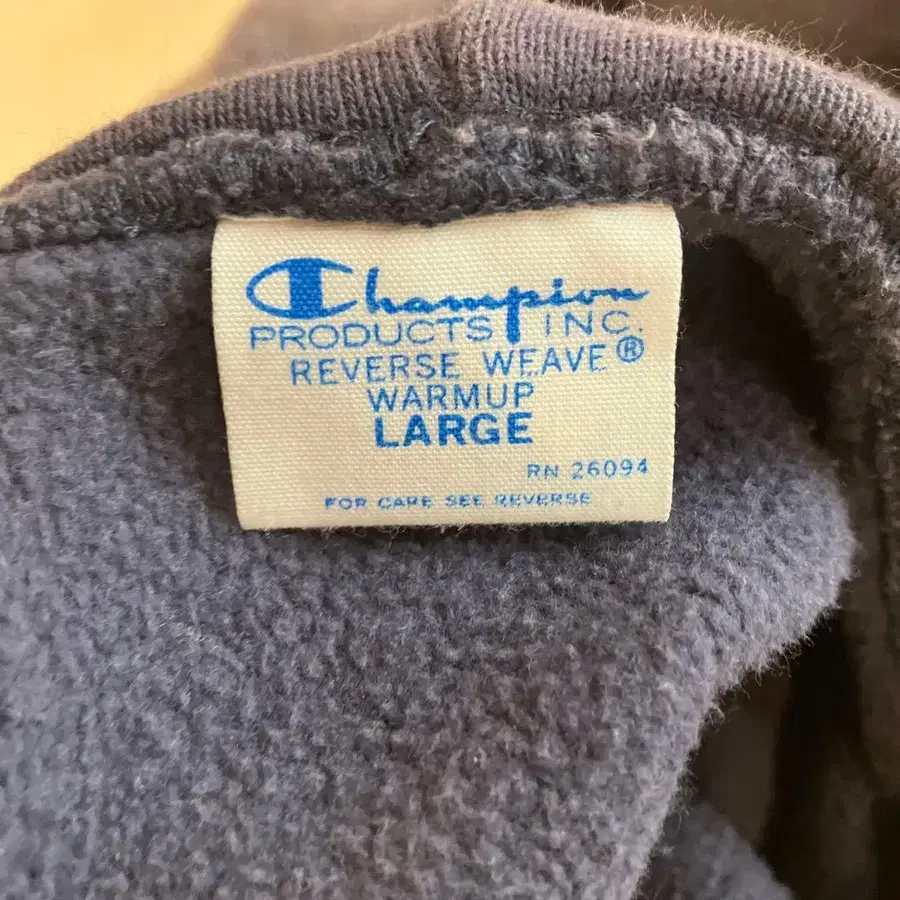 Champion
PRODUCTS INC.
REVERSE WEAVE®
WARMUP
LARGE
RN 26094
FOR CARE SEE REVERSE